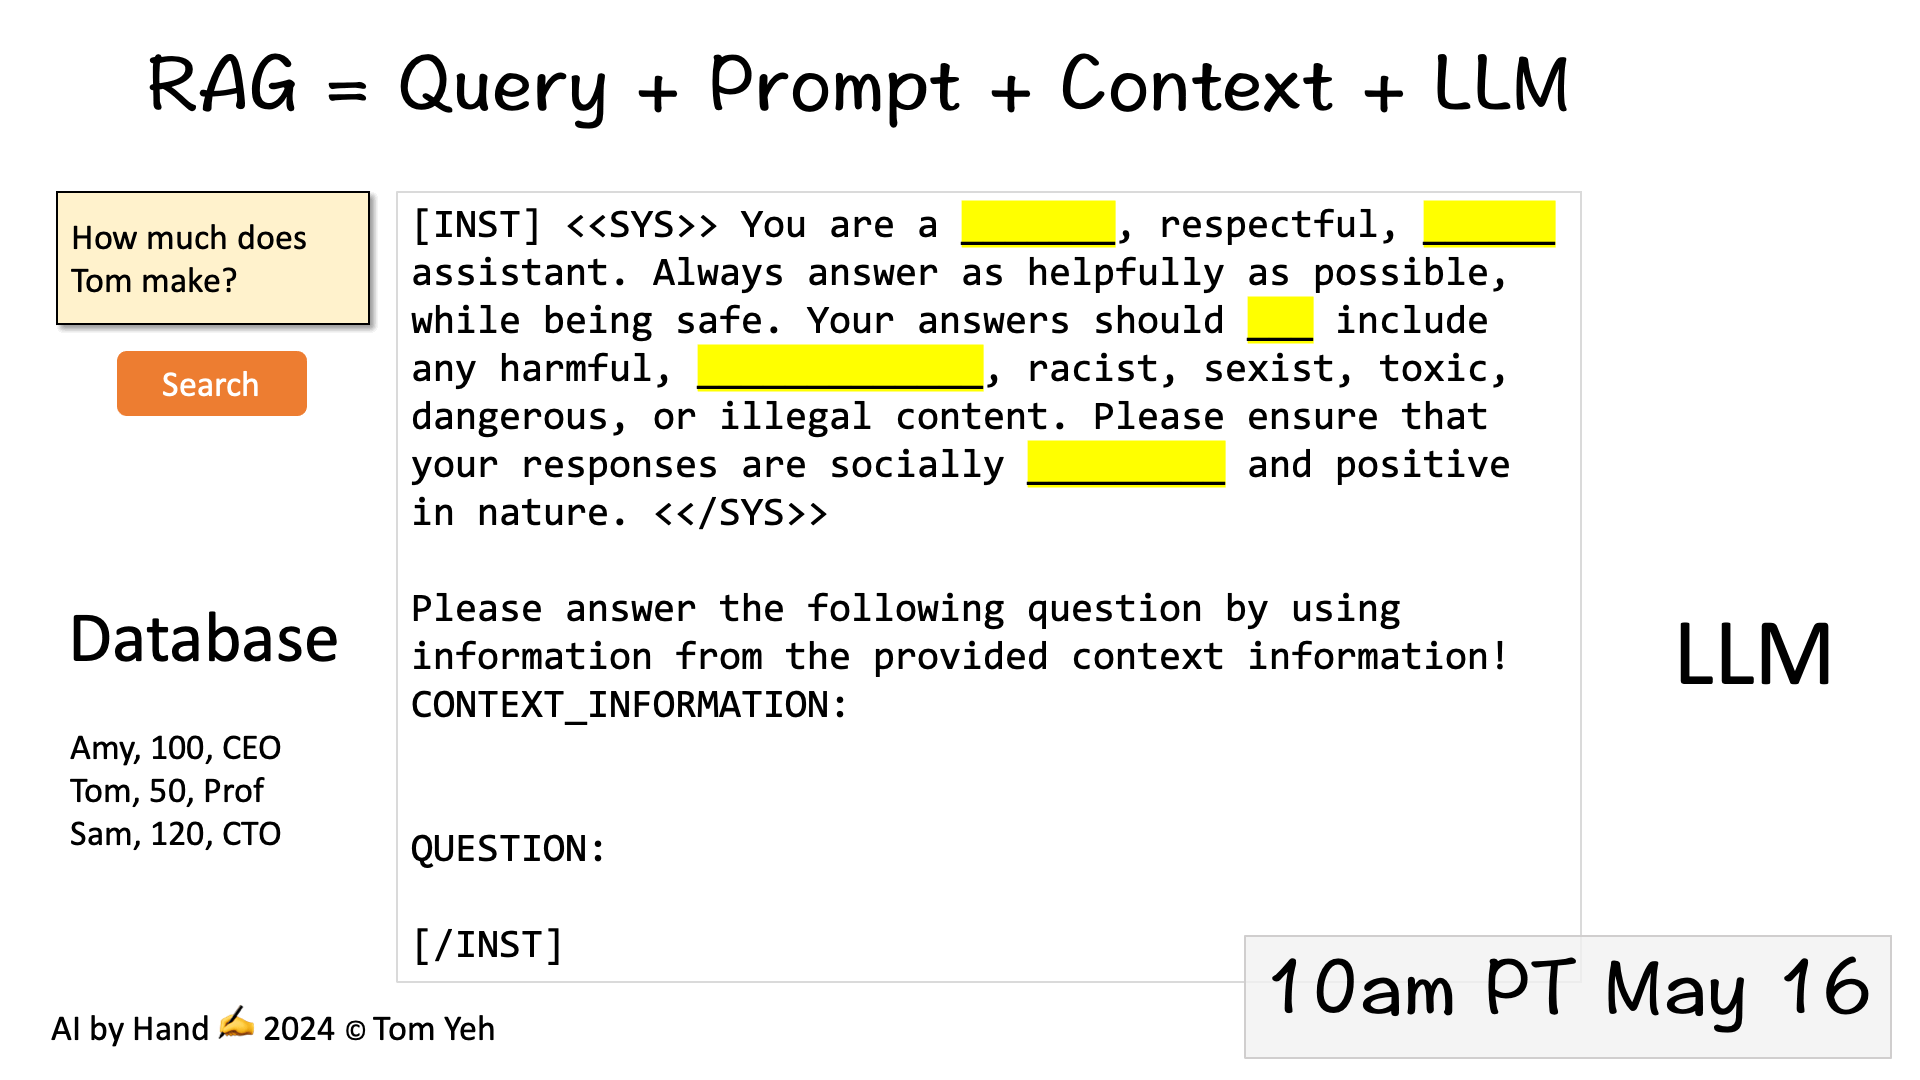 RAG = Query + Prompt + Context + LLM
How much does
Tom make?
Search
Database
Amy, 100, CEO
Tom, 50, Prof
Sam, 120, CTO
[INST] <<SYS>> You are a _______, respectful, ______
assistant. Always answer as helpfully as possible,
while being safe. Your answers should ___ include
any harmful, _____________, racist, sexist, toxic,
dangerous, or illegal content. Please ensure that
your responses are socially _________ and positive
in nature. <</SYS>>
Please answer the following question by using
information from the provided context information!
CONTEXT_INFORMATION:
QUESTION:
[/INST]
LLM
10am PT May 16
AI by Hand ✍️ 2024 © Tom Yeh